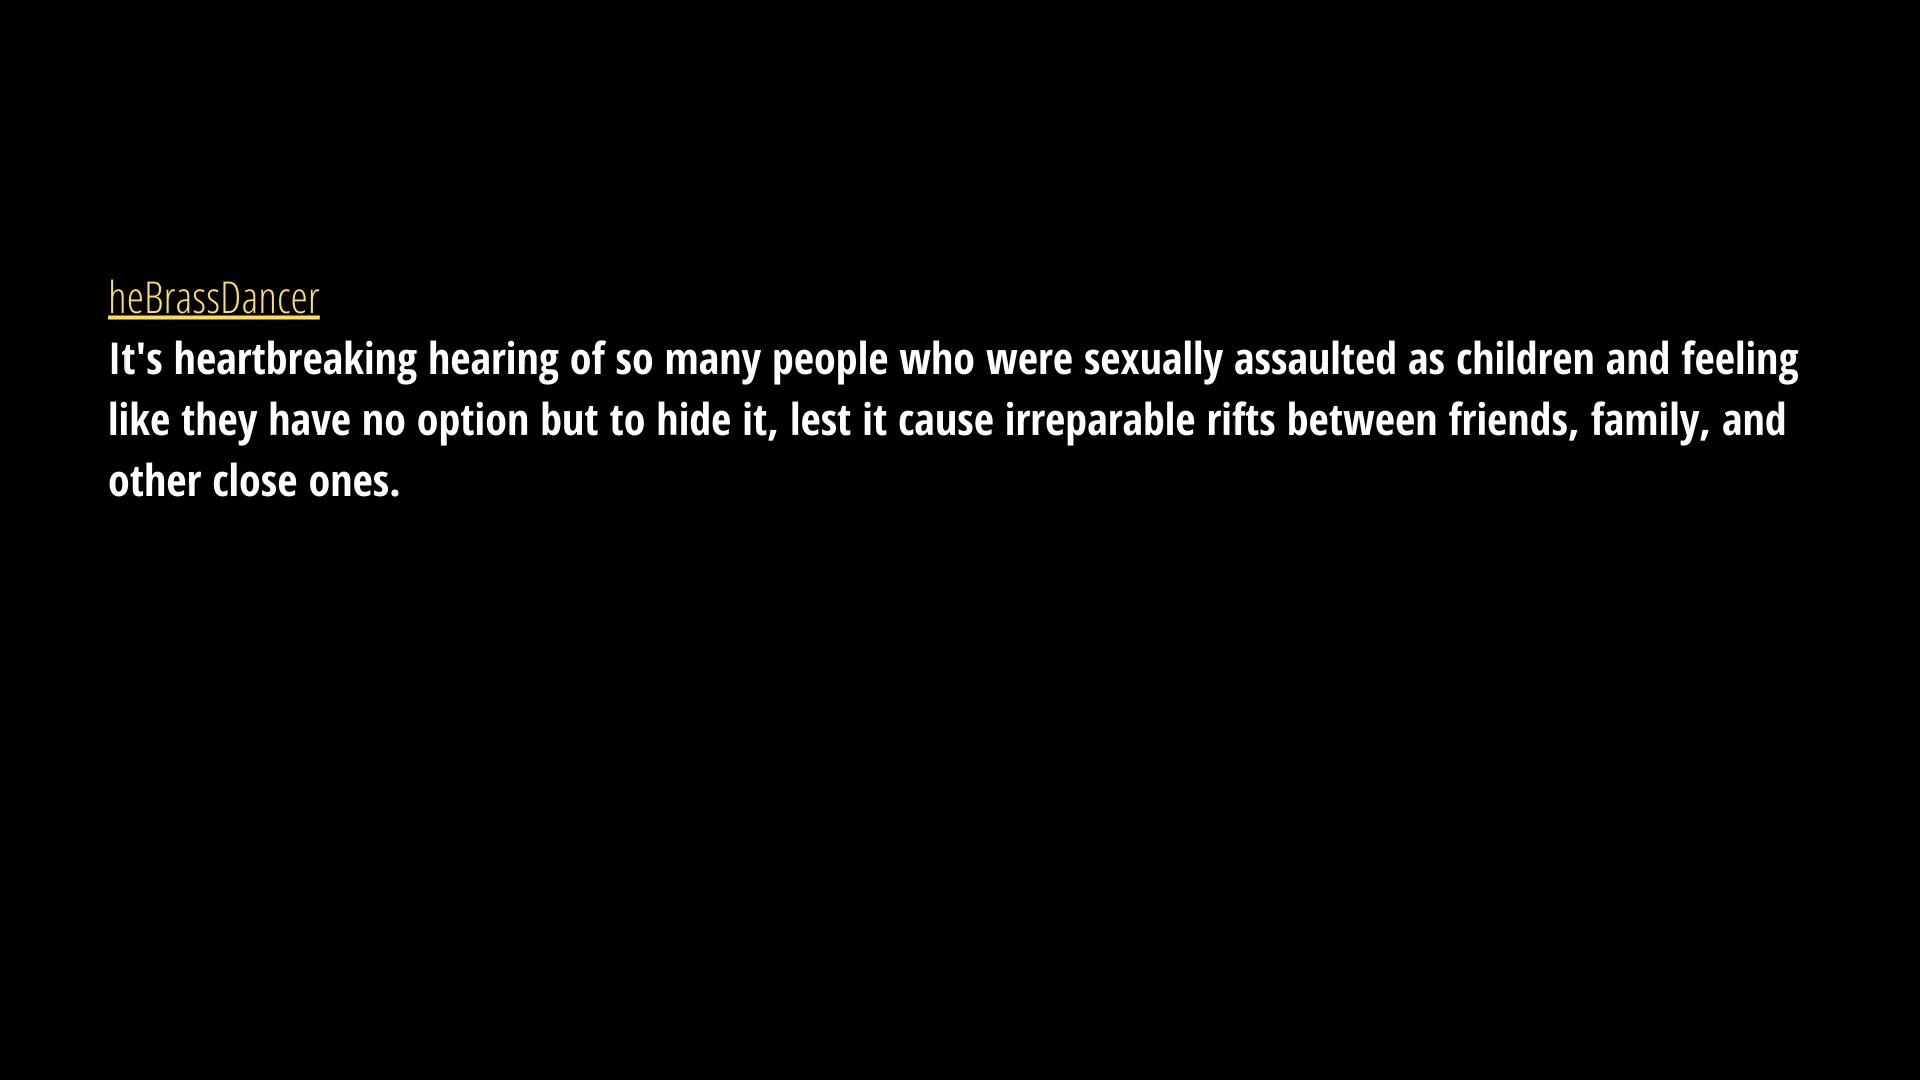 heBrassDancer
It's heartbreaking hearing of so many people who were sexually assaulted as children and feeling
like they have no option but to hide it, lest it cause irreparable rifts between friends, family, and
other close ones.